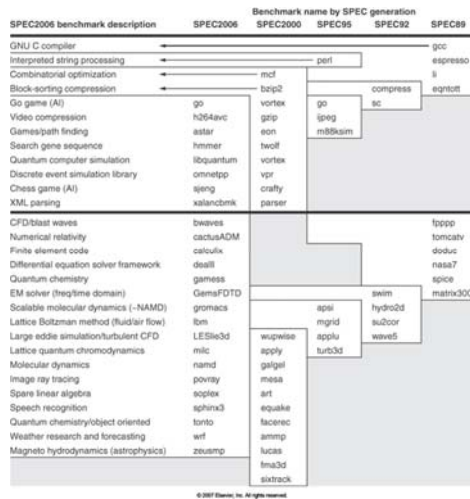 Benchmark name by SPEC generation
SPEC2006 benchmark description SPEC2006 SPEC2000 SPEC95 SPEC92 SPEC89
GNU C compiler gcc
Interpreted string processing perl espresso
Combinatorial optimization mcf li
Block-sorting compression bzip2 compress eqntott
Go game (AI) go vortex go sc
Video compression h264avc gzip ijpeg
Games/path finding astar eon m88ksim
Search gene sequence hmmer twolf
Quantum computer simulation libquantum vortex
Discrete event simulation library omnetpp vpr
Chess game (AI) sjeng crafty
XML parsing xalancbmk parser
CFD/blast waves bwaves fpppp
Numerical relativity cactusADM tomcatv
Finite element code calculix doduc
Differential equation solver framework dealII nasa7
Quantum chemistry gamess spice
EM solver (freq/time domain) GemsFDTD swim matrix300
Scalable molecular dynamics (~NAMD) gromacs apsi hydro2d
Lattice Boltzman method (fluid/air flow) lbm mgrid su2cor
Large eddie simulation/turbulent CFD LESlie3d wupwise applu wave5
Lattice quantum chromodynamics milc apply turb3d
Molecular dynamics namd galgel
Image ray tracing povray mesa
Spare linear algebra soplex art
Speech recognition sphinx3 equake
Quantum chemistry/object oriented tonto facerec
Weather research and forecasting wrf ammp
Magneto hydrodynamics (astrophysics) zeusmp lucas
fma3d
sixtrack
© 2007 Elsevier, Inc. All rights reserved.